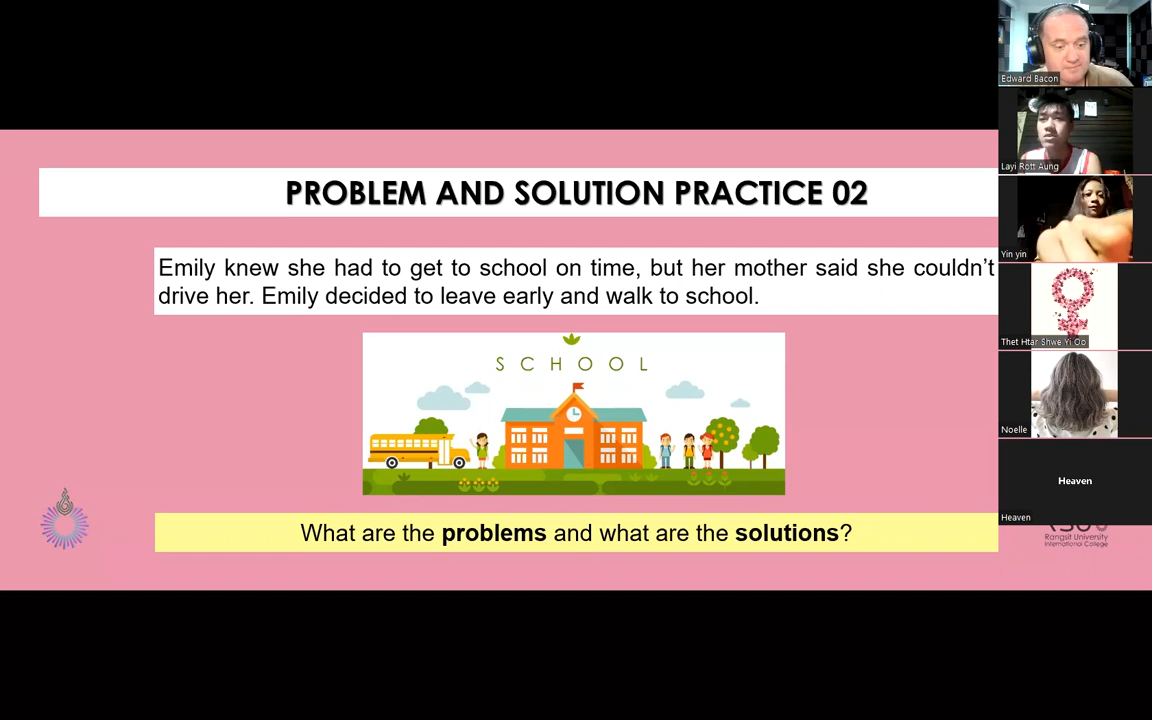 PROBLEM AND SOLUTION PRACTICE 02
Emily knew she had to get to school on time, but her mother said she couldn’t
drive her. Emily decided to leave early and walk to school.
SCHOOL
What are the problems and what are the solutions?
Edward Bacon
Layi Rott Aung
Yin yin
Thet Htar Shwe Yi Oo
Noelle
Heaven
Heaven
Rangsit University
International College